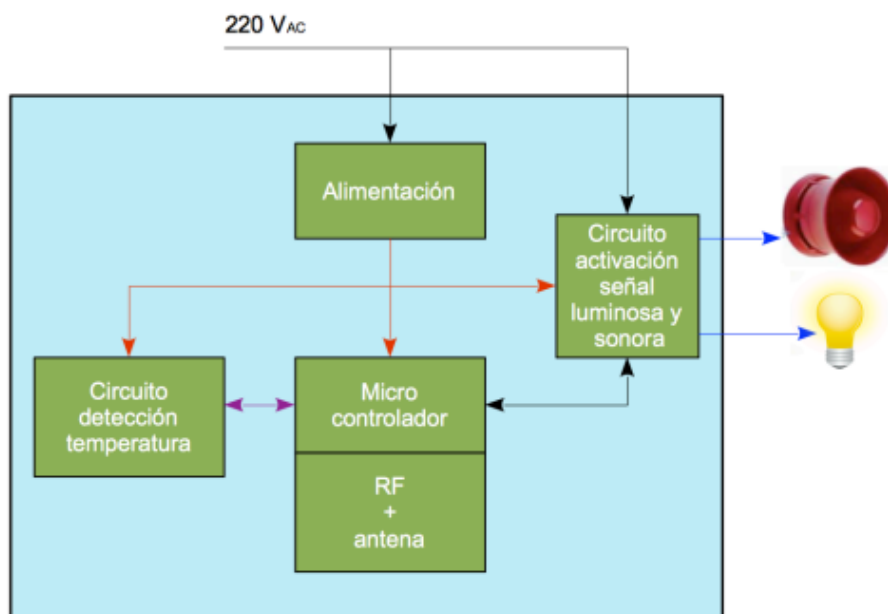 220 VAC
Alimentación
Circuito
activación
señal
luminosa y
sonora
Circuito
detección
temperatura
Micro
controlador
RF
+
antena